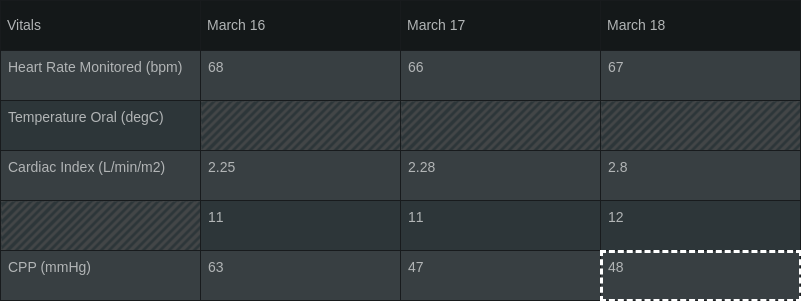 Vitals March 16 March 17 March 18
Heart Rate Monitored (bpm) 68 66 67
Temperature Oral (degC)
Cardiac Index (L/min/m2) 2.25 2.28 2.8
11 11 12
CPP (mmHg) 63 47 48